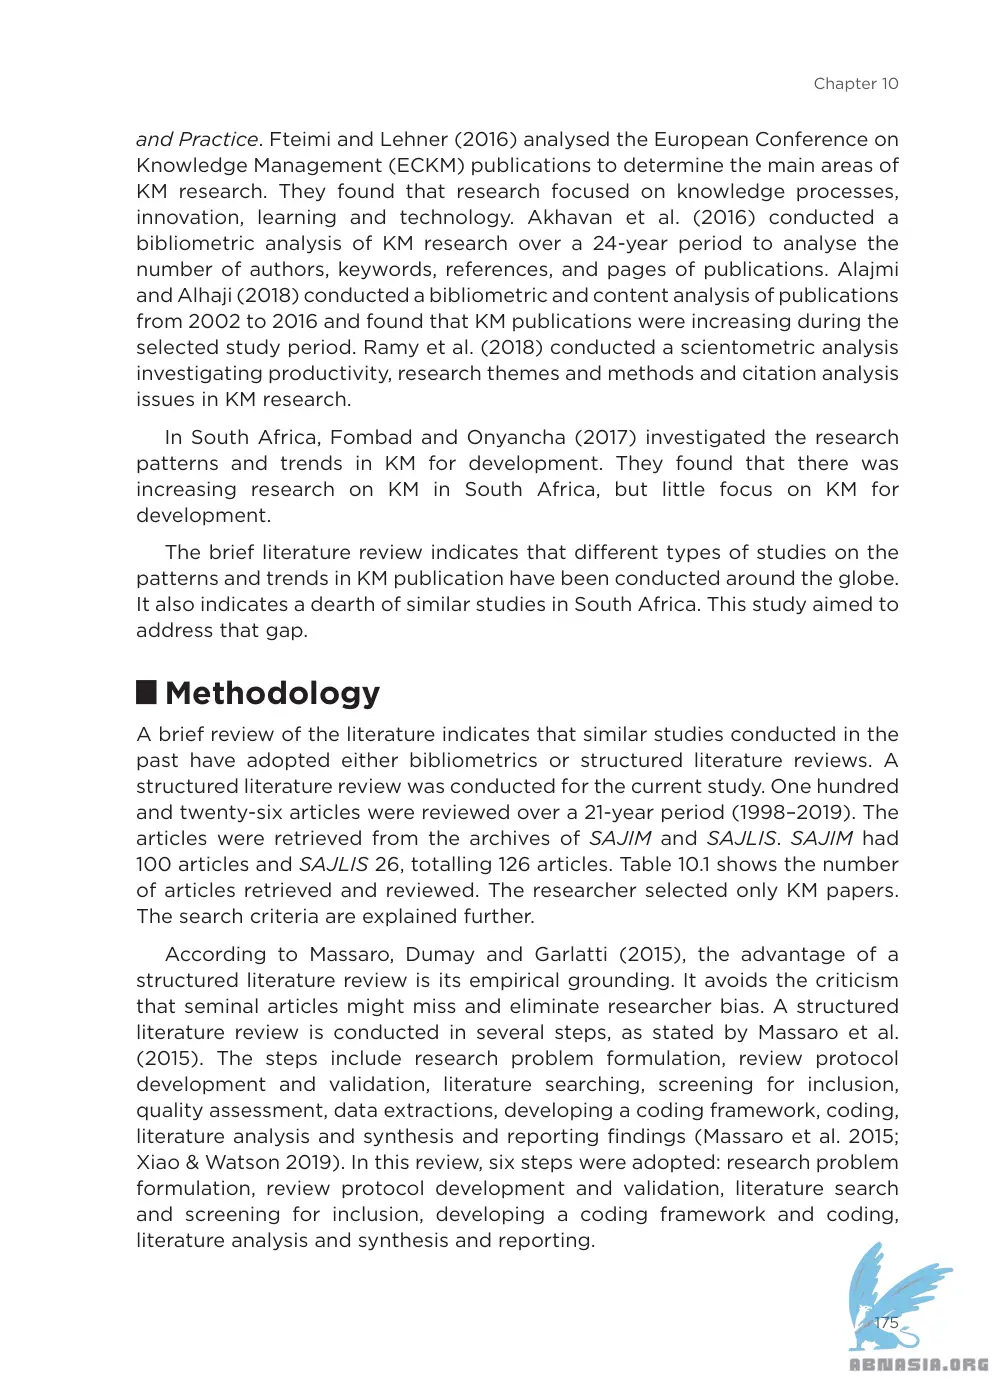 Chapter 10
and Practice. Fteimi and Lehner (2016) analysed the European Conference on
Knowledge Management (ECKM) publications to determine the main areas of
KM research. They found that research focused on knowledge processes,
innovation, learning and technology. Akhavan et al. (2016) conducted a
bibliometric analysis of KM research over a 24-year period to analyse the
number of authors, keywords, references, and pages of publications. Alajmi
and Alhaji (2018) conducted a bibliometric and content analysis of publications
from 2002 to 2016 and found that KM publications were increasing during the
selected study period. Ramy et al. (2018) conducted a scientometric analysis
investigating productivity, research themes and methods and citation analysis
issues in KM research.
In South Africa, Fombad and Onyancha (2017) investigated the research
patterns and trends in KM for development. They found that there was
increasing research on KM in South Africa, but little focus on KM for
development.
The brief literature review indicates that different types of studies on the
patterns and trends in KM publication have been conducted around the globe.
It also indicates a dearth of similar studies in South Africa. This study aimed to
address that gap.
Methodology
A brief review of the literature indicates that similar studies conducted in the
past have adopted either bibliometrics or structured literature reviews. A
structured literature review was conducted for the current study. One hundred
and twenty-six articles were reviewed over a 21-year period (1998–2019). The
articles were retrieved from the archives of SAJIM and SAJLIS. SAJIM had
100 articles and SAJLIS 26, totalling 126 articles. Table 10.1 shows the number
of articles retrieved and reviewed. The researcher selected only KM papers.
The search criteria are explained further.
According to Massaro, Dumay and Garlatti (2015), the advantage of a
structured literature review is its empirical grounding. It avoids the criticism
that seminal articles might miss and eliminate researcher bias. A structured
literature review is conducted in several steps, as stated by Massaro et al.
(2015). The steps include research problem formulation, review protocol
development and validation, literature searching, screening for inclusion,
quality assessment, data extractions, developing a coding framework, coding,
literature analysis and synthesis and reporting findings (Massaro et al. 2015;
Xiao & Watson 2019). In this review, six steps were adopted: research problem
formulation, review protocol development and validation, literature search
and screening for inclusion, developing a coding framework and coding,
literature analysis and synthesis and reporting.
175
ABNASIA.ORG